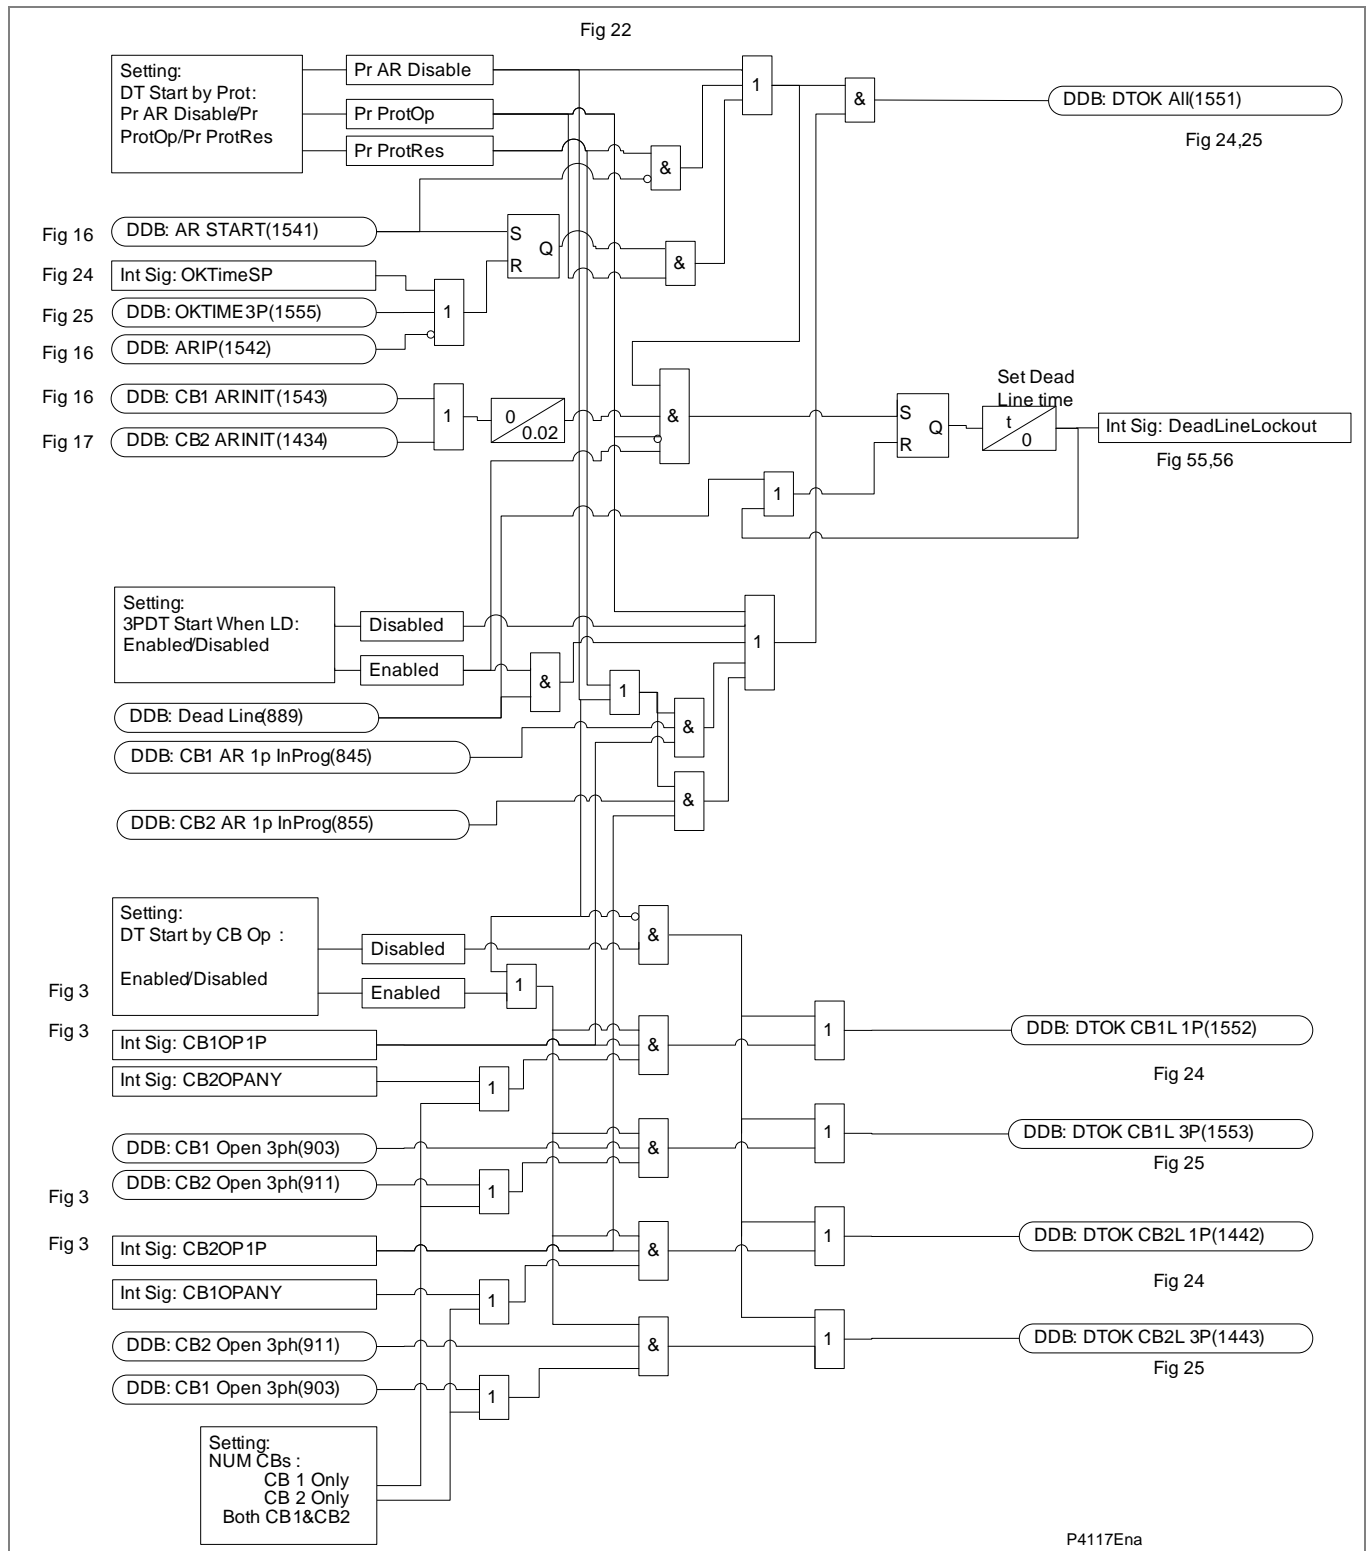 Fig 22
Setting:
DT Start by Prot:
Pr AR Disable/Pr
ProtOp/Pr ProtRes
Pr AR Disable
Pr ProtOp
Pr ProtRes
1
&
DDB: DTOK All(1551)
Fig 24,25
&
Fig 16
DDB: AR START(1541)
S
Q
R
&
Fig 24
Int Sig: OKTimeSP
Fig 25
DDB: OKTIME3P(1555)
1
Fig 16
DDB: ARIP(1542)
Fig 16
DDB: CB1 ARINIT(1543)
1
0
0.02
Fig 17
DDB: CB2 ARINIT(1434)
&
Set Dead
Line time
S
Q
R
t
0
Int Sig: DeadLineLockout
Fig 55,56
1
Setting:
3PDT Start When LD:
Enabled/Disabled
Disabled
Enabled
&
1
1
DDB: Dead Line(889)
&
DDB: CB1 AR 1p InProg(845)
&
DDB: CB2 AR 1p InProg(855)
Setting:
DT Start by CB Op :
Enabled/Disabled
Disabled
Enabled
&
1
Fig 3
Fig 3
Int Sig: CB1OP1P
&
1
DDB: DTOK CB1L 1P(1552)
Fig 24
Int Sig: CB2OPANY
1
DDB: CB1 Open 3ph(903)
&
1
DDB: DTOK CB1L 3P(1553)
Fig 25
Fig 3
DDB: CB2 Open 3ph(911)
1
Fig 3
Int Sig: CB2OP1P
&
1
DDB: DTOK CB2L 1P(1442)
Fig 24
Int Sig: CB1OPANY
1
DDB: CB2 Open 3ph(911)
&
1
DDB: DTOK CB2L 3P(1443)
Fig 25
DDB: CB1 Open 3ph(903)
1
Setting:
NUM CBs :
CB 1 Only
CB 2 Only
Both CB1&CB2
P4117Ena